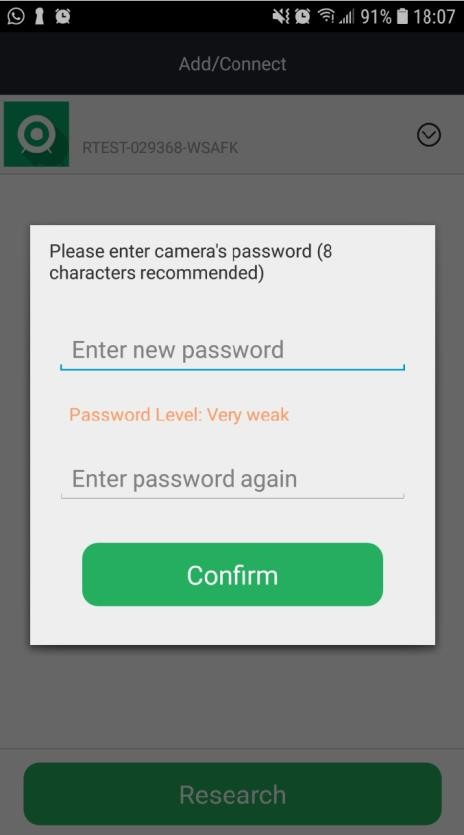 91% 18:07
Add/Connect
RTEST-029368-WSAFK
Please enter camera's password (8
characters recommended)
Enter new password
Password Level: Very weak
Enter password again
Confirm
Research